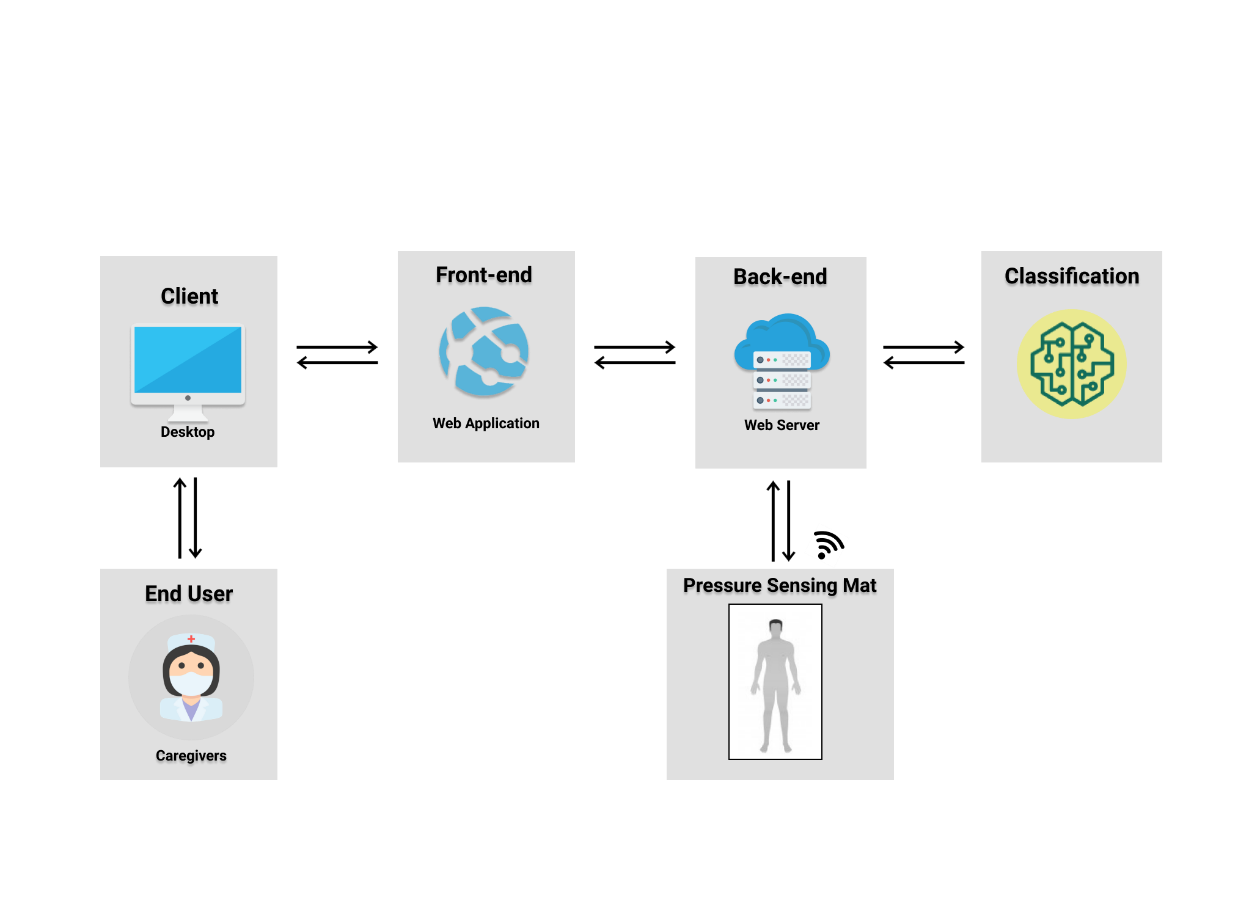 Client
Desktop
Front-end
Web Application
Back-end
Web Server
Classification
End User
Caregivers
Pressure Sensing Mat